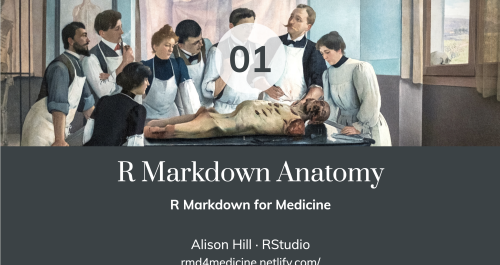 01
R Markdown Anatomy
R Markdown for Medicine
Alison Hill · RStudio
rmd4medicine.netlify.com/